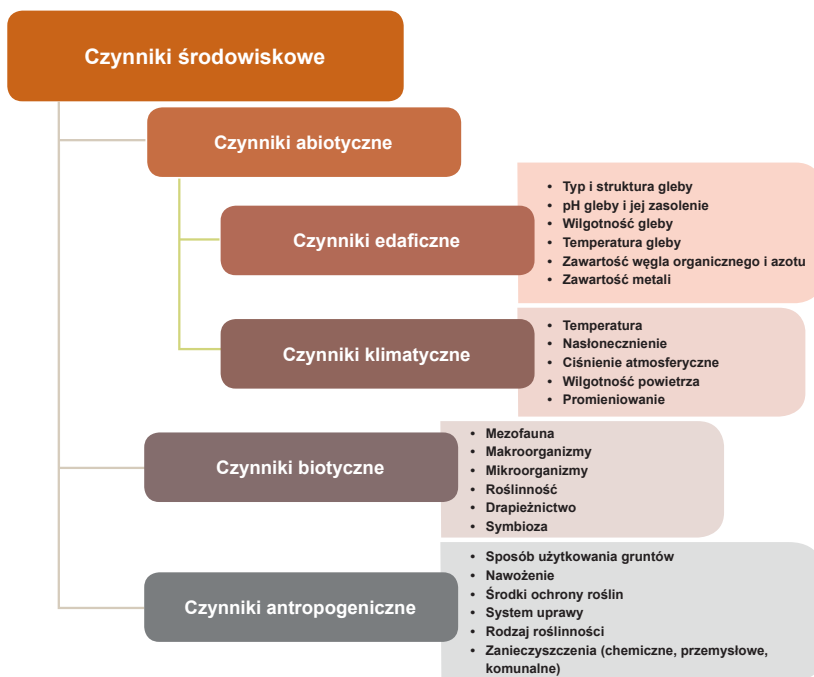 Czynniki środowiskowe
Czynniki abiotyczne
Czynniki edaficzne
• Typ i struktura gleby
• pH gleby i jej zasolenie
• Wilgotność gleby
• Temperatura gleby
• Zawartość węgla organicznego i azotu
• Zawartość metali
Czynniki klimatyczne
• Temperatura
• Nasłonecznienie
• Ciśnienie atmosferyczne
• Wilgotność powietrza
• Promieniowanie
Czynniki biotyczne
• Mezofauna
• Makroorganizmy
• Mikroorganizmy
• Roślinność
• Drapieżnictwo
• Symbioza
Czynniki antropogeniczne
• Sposób użytkowania gruntów
• Nawożenie
• Środki ochrony roślin
• System uprawy
• Rodzaj roślinności
• Zanieczyszczenia (chemiczne, przemysłowe,
komunalne)